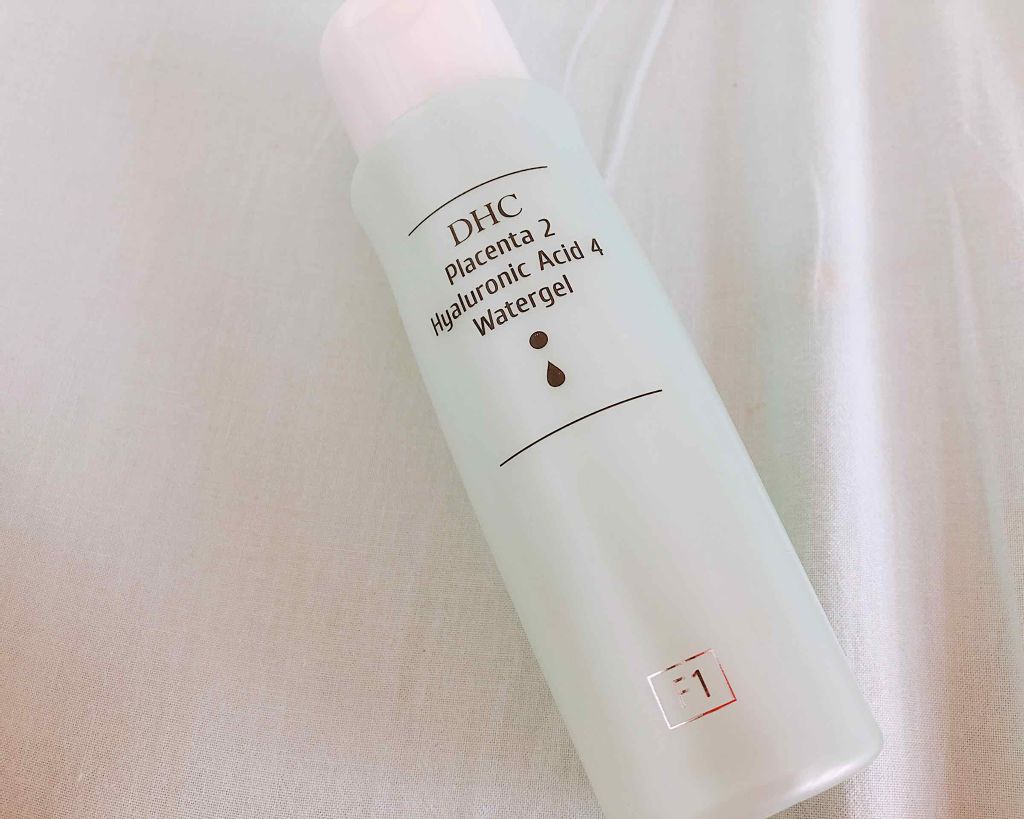 DHC
Placenta 2
Hyaluronic Acid 4
Watergel
F1